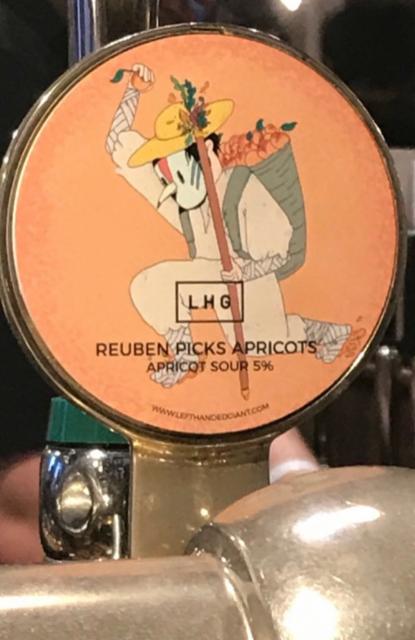 LHG
REUBEN PICKS APRICOTS
APRICOT SOUR 5%
WWW.LEFTHANDEDGIANT.COM